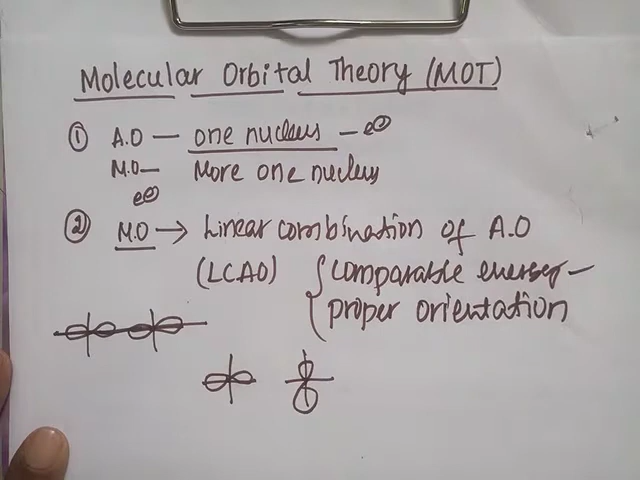 Molecular Orbital Theory (MOT)
① A.O — one nucleus — e⊖
M.O — More one nucleus
e⊖
② M.O → Linear combination of A.O
(LCAO) { comparable energy —
proper orientation